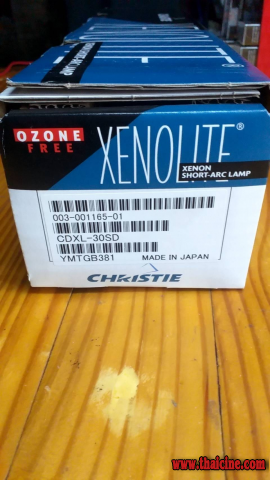 OZONE
FREE
XENOLITE®
XENON
SHORT-ARC LAMP
003-001165-01
CDXL-30SD
YMTGB381 MADE IN JAPAN
CHRISTIE
www.thaicine.com